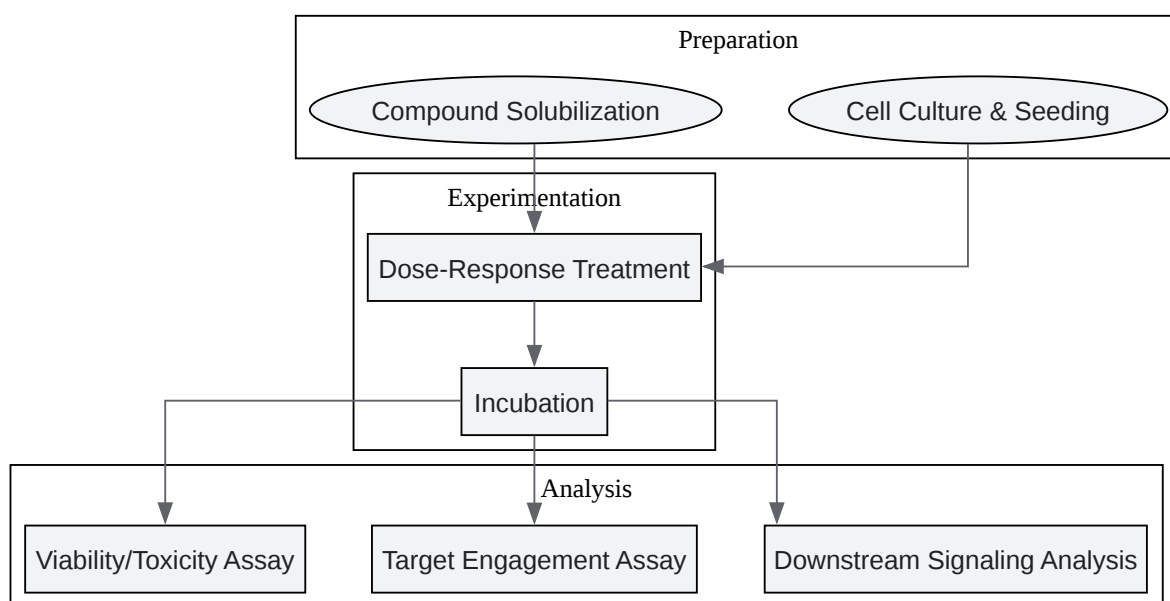 Preparation
Compound Solubilization
Cell Culture & Seeding
Experimentation
Dose-Response Treatment
Incubation
Analysis
Viability/Toxicity Assay
Target Engagement Assay
Downstream Signaling Analysis